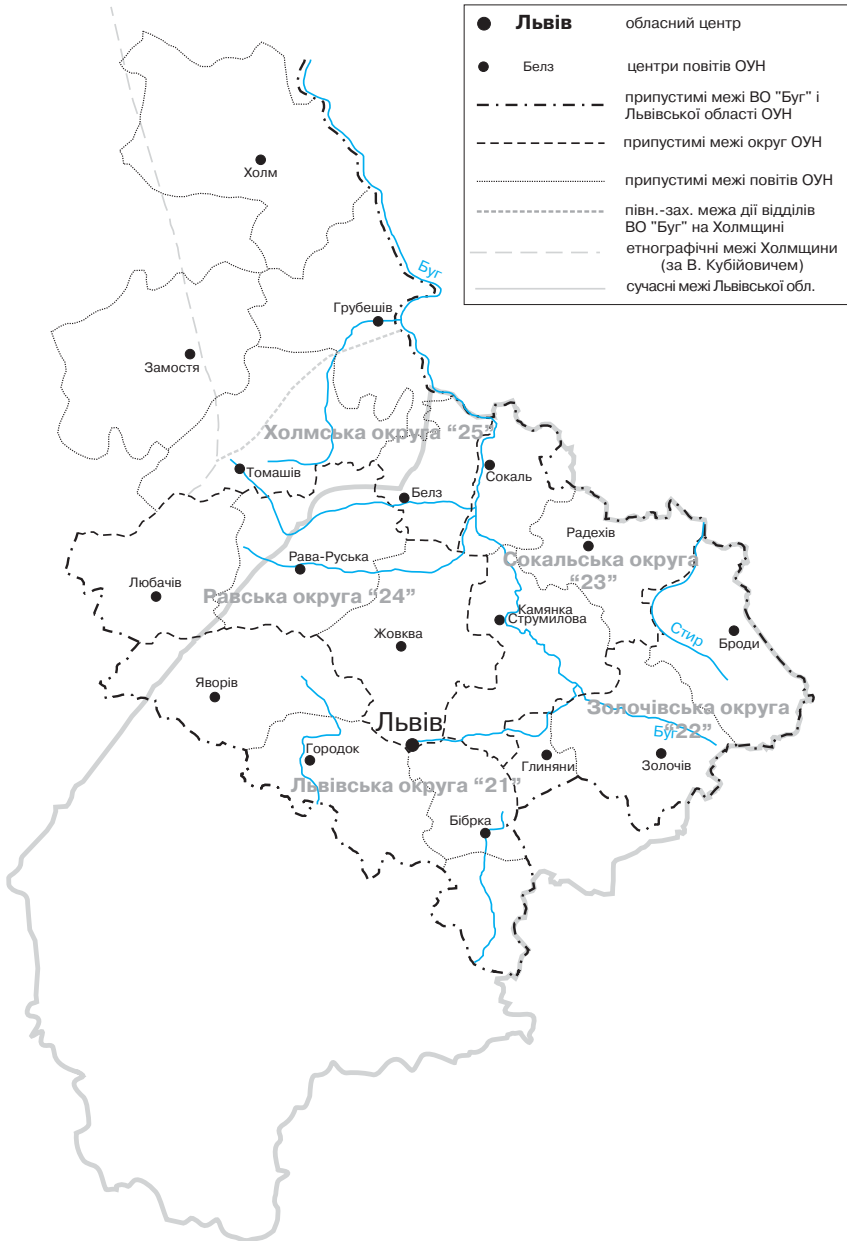 Львів обласний центр
Белз центри повітів ОУН
припустимі межі ВО "Буг" і
Львівської області ОУН
припустимі межі округ ОУН
припустимі межі повітів ОУН
півн.-зах. межа дії відділів
ВО "Буг" на Холмщині
етнографічні межі Холмщини
(за В. Кубійовичем)
сучасні межі Львівської обл.
Холм
Буг
Грубешів
Замостя
Холмська округа “25”
Томашів
Сокаль
Белз
Радехів
Рава-Руська
Сокальська округа
“23”
Любачів
Равська округа “24”
Камянка
Струмилова
Стир
Броди
Жовква
Яворів
Золочівська округа
“22”
Буг
Львів
Городок
Глиняни
Золочів
Львівська округа “21”
Бібрка